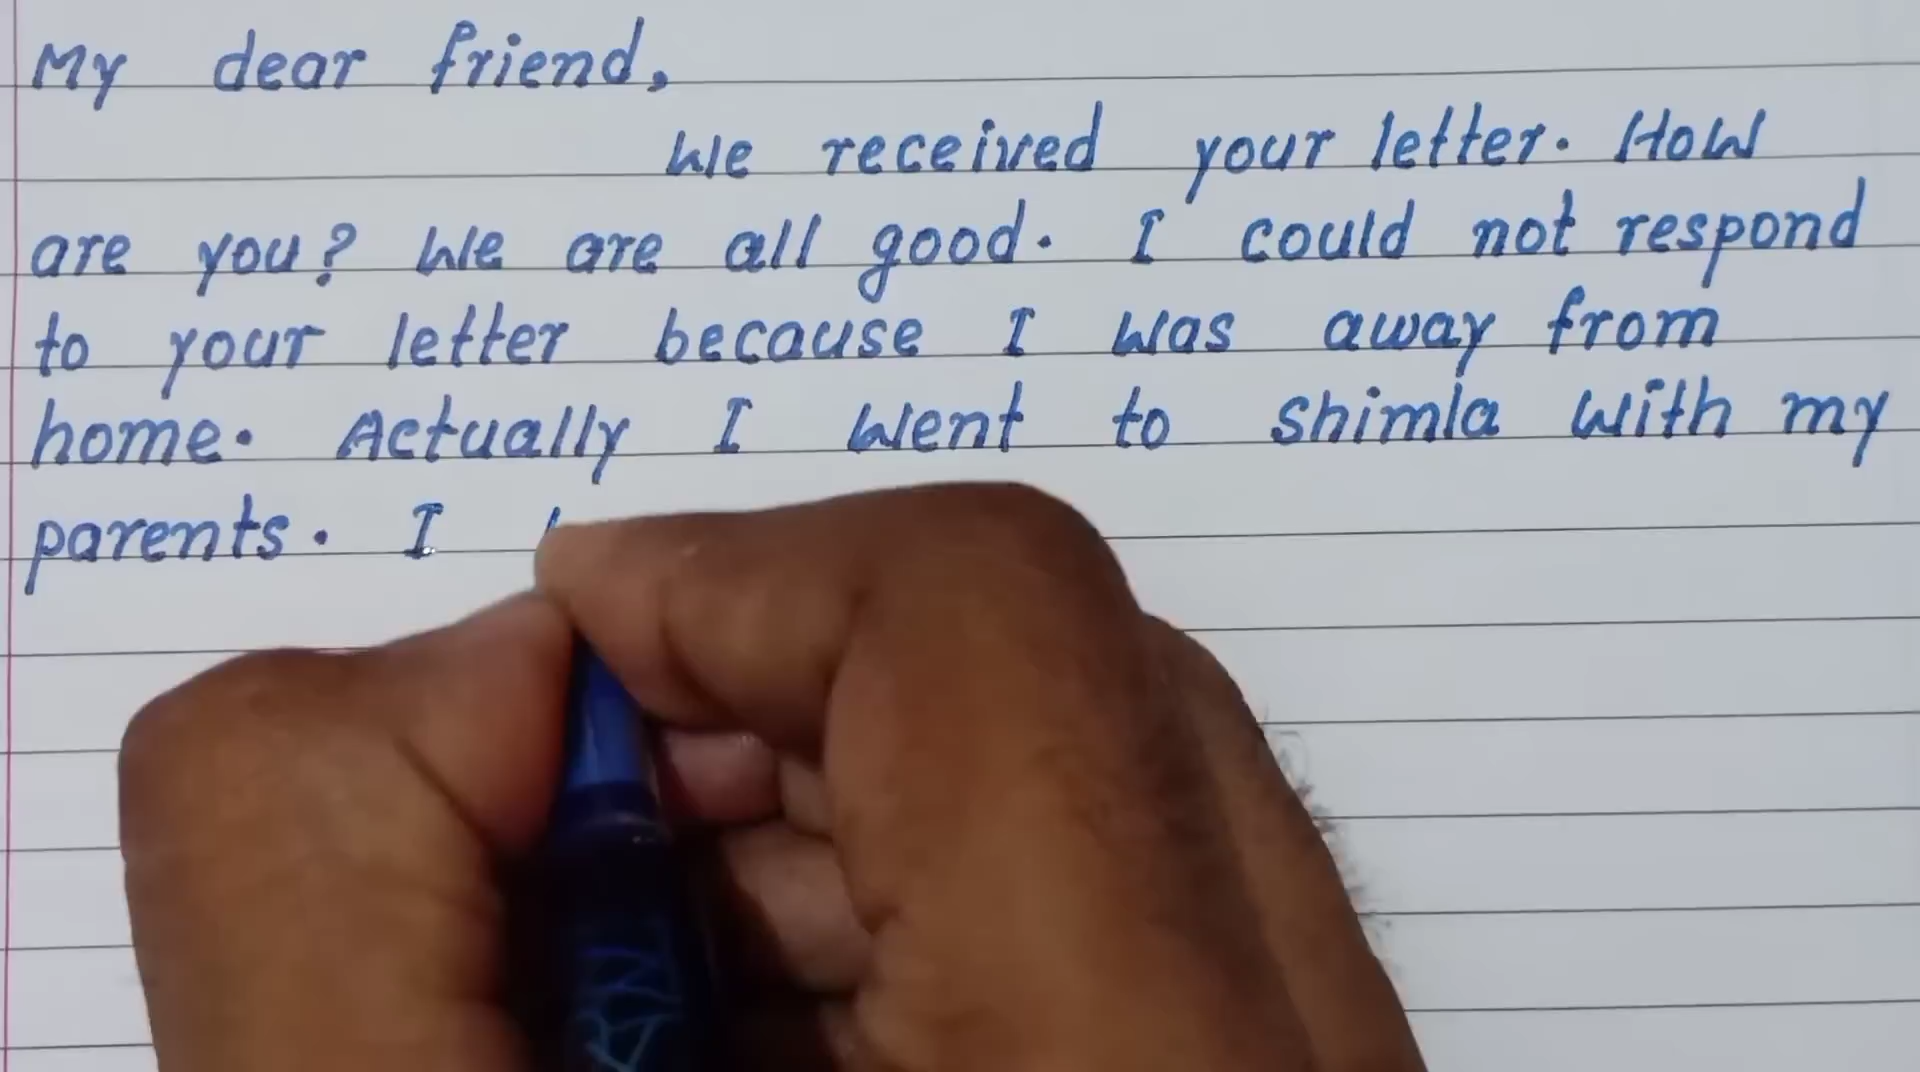 My dear friend,
We received your letter. How
are you? We are all good. I could not respond
to your letter because I was away from
home. Actually I went to shimla with my
parents. I